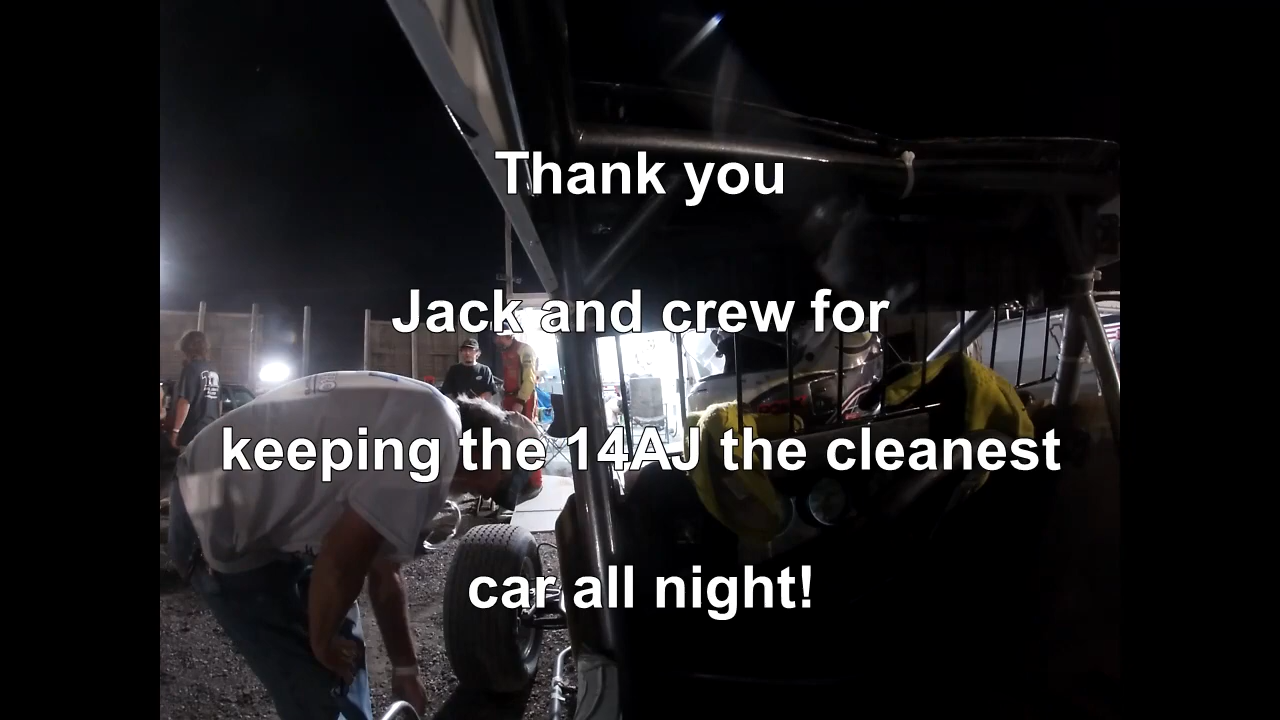 Thank you
Jack and crew for
keeping the 14AJ the cleanest
car all night!